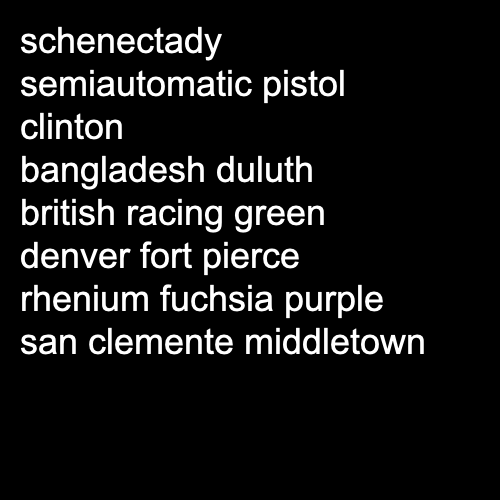 schenectady
semiautomatic pistol
clinton
bangladesh duluth
british racing green
denver fort pierce
rhenium fuchsia purple
san clemente middletown